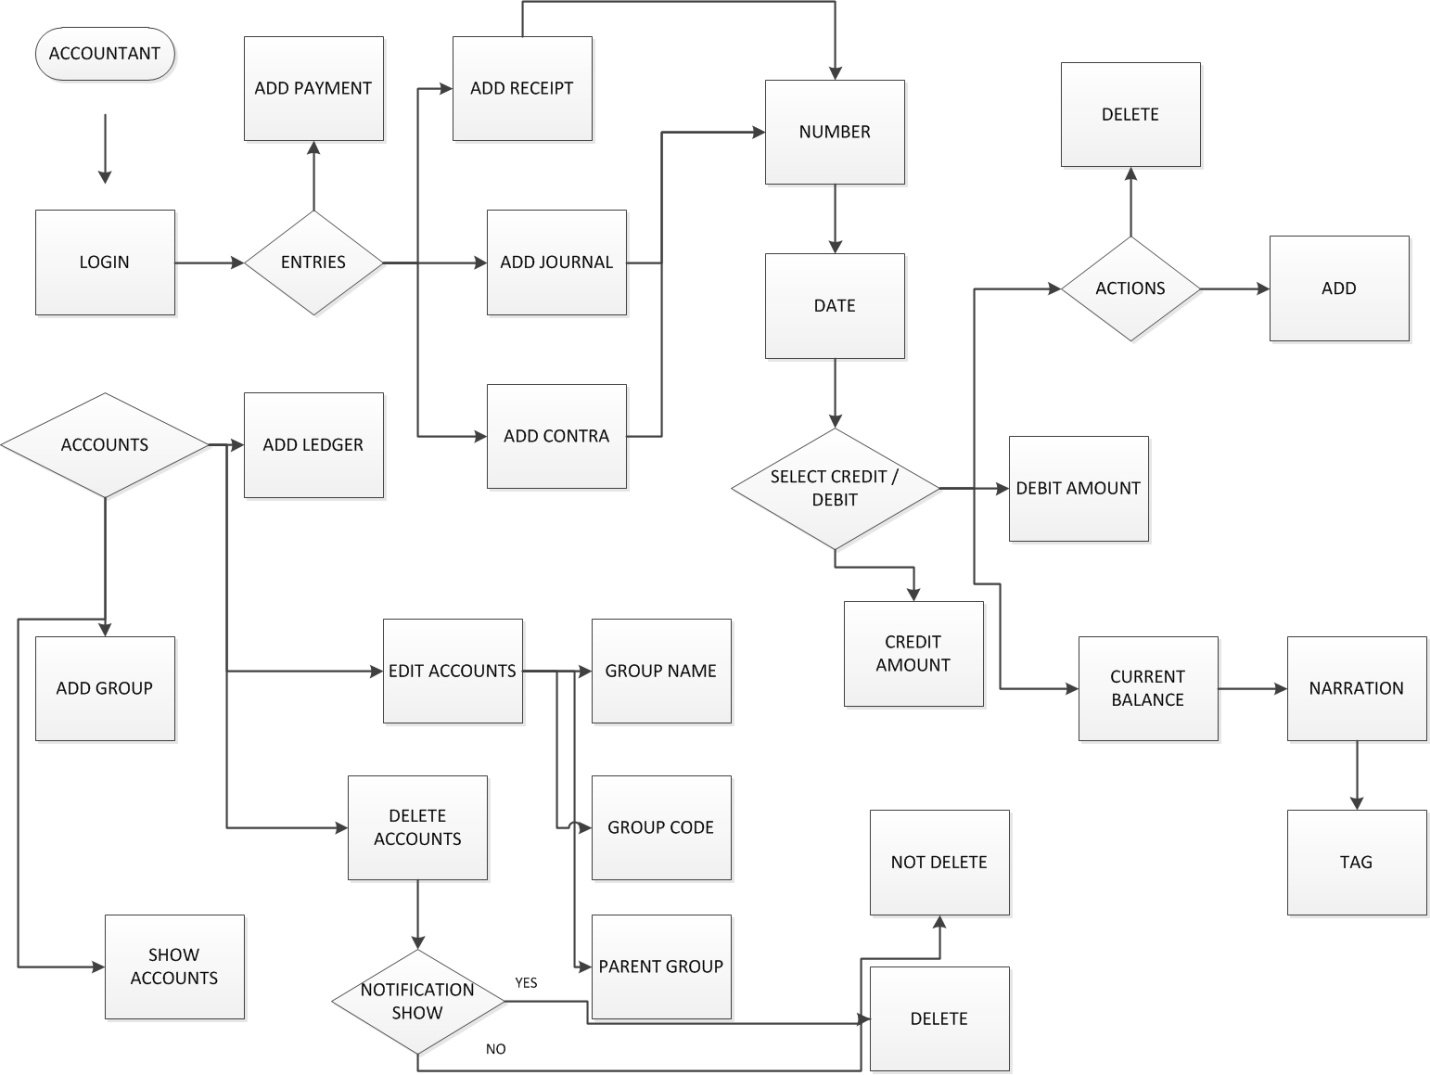 ACCOUNTANT
ADD PAYMENT
ADD RECEIPT
NUMBER
DELETE
LOGIN
ENTRIES
ADD JOURNAL
DATE
ACTIONS
ADD
ACCOUNTS
ADD LEDGER
ADD CONTRA
SELECT CREDIT /
DEBIT
DEBIT AMOUNT
ADD GROUP
EDIT ACCOUNTS
GROUP NAME
CREDIT
AMOUNT
CURRENT
BALANCE
NARRATION
DELETE
ACCOUNTS
GROUP CODE
NOT DELETE
TAG
SHOW
ACCOUNTS
NOTIFICATION
SHOW
YES
NO
PARENT GROUP
DELETE